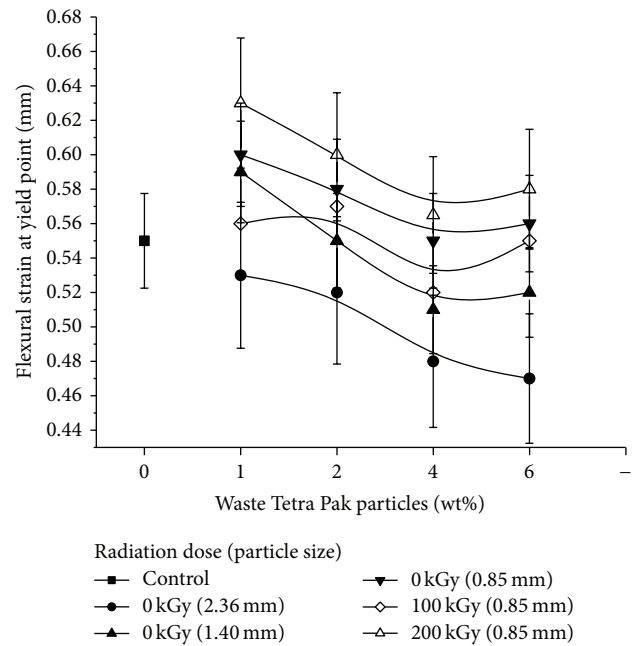 0.68
0.66
0.64
0.62
0.60
0.58
0.56
0.54
0.52
0.50
0.48
0.46
0.44
Flexural strain at yield point (mm)
0 1 2 4 6 –
Waste Tetra Pak particles (wt%)
Radiation dose (particle size)
Control
0 kGy (2.36 mm)
0 kGy (1.40 mm)
0 kGy (0.85 mm)
100 kGy (0.85 mm)
200 kGy (0.85 mm)